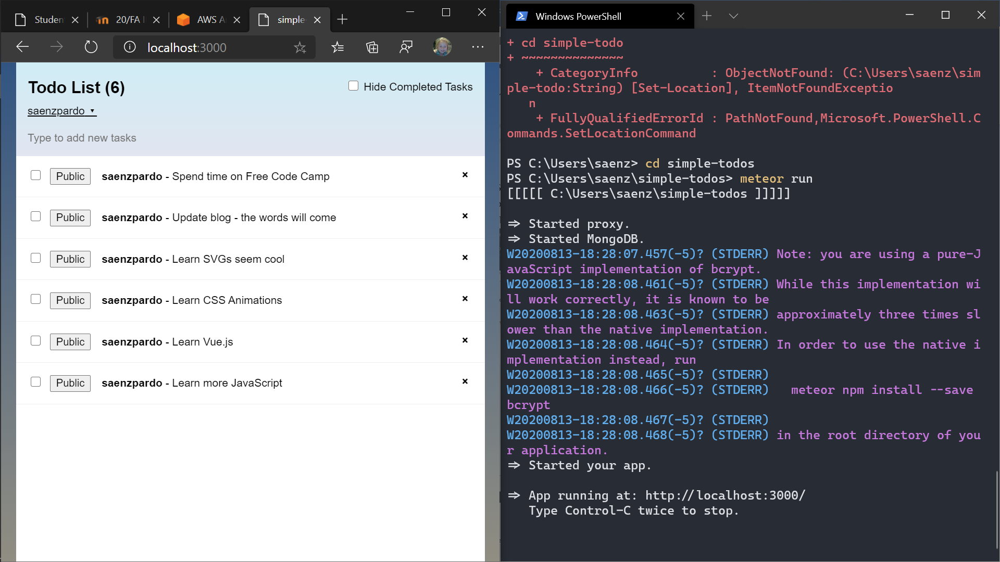 Studen
20/FA I
AWS A
simple-
localhost:3000
Todo List (6)
Hide Completed Tasks
saenzpardo ▾
Type to add new tasks
Public saenzpardo - Spend time on Free Code Camp ×
Public saenzpardo - Update blog - the words will come ×
Public saenzpardo - Learn SVGs seem cool ×
Public saenzpardo - Learn CSS Animations ×
Public saenzpardo - Learn Vue.js ×
Public saenzpardo - Learn more JavaScript ×
Windows PowerShell
+ cd simple-todo
+ ~~~~~~~~~~~~~~
    + CategoryInfo          : ObjectNotFound: (C:\Users\saenz\sim
ple-todo:String) [Set-Location], ItemNotFoundExceptio
   n
    + FullyQualifiedErrorId : PathNotFound,Microsoft.PowerShell.C
ommands.SetLocationCommand
PS C:\Users\saenz> cd simple-todos
PS C:\Users\saenz\simple-todos> meteor run
[[[[[ C:\Users\saenz\simple-todos ]]]]]
=> Started proxy.
=> Started MongoDB.
W20200813-18:28:07.457(-5)? (STDERR) Note: you are using a pure-J
avaScript implementation of bcrypt.
W20200813-18:28:08.461(-5)? (STDERR) While this implementation wi
ll work correctly, it is known to be
W20200813-18:28:08.463(-5)? (STDERR) approximately three times sl
ower than the native implementation.
W20200813-18:28:08.464(-5)? (STDERR) In order to use the native i
mplementation instead, run
W20200813-18:28:08.465(-5)? (STDERR)
W20200813-18:28:08.466(-5)? (STDERR)   meteor npm install --save
bcrypt
W20200813-18:28:08.467(-5)? (STDERR)
W20200813-18:28:08.468(-5)? (STDERR) in the root directory of you
r application.
=> Started your app.
=> App running at: http://localhost:3000/
   Type Control-C twice to stop.